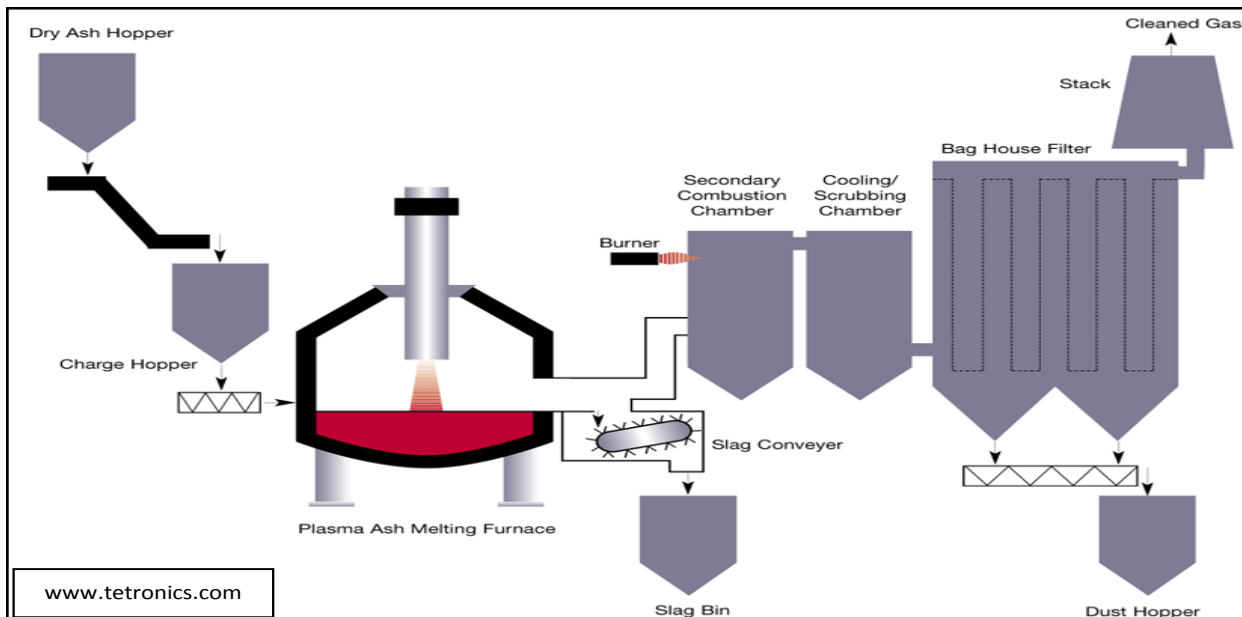 Dry Ash Hopper
Cleaned Gas
Stack
Bag House Filter
Secondary
Combustion
Chamber
Cooling/
Scrubbing
Chamber
Burner
Charge Hopper
Slag Conveyer
Plasma Ash Melting Furnace
www.tetronics.com
Slag Bin
Dust Hopper